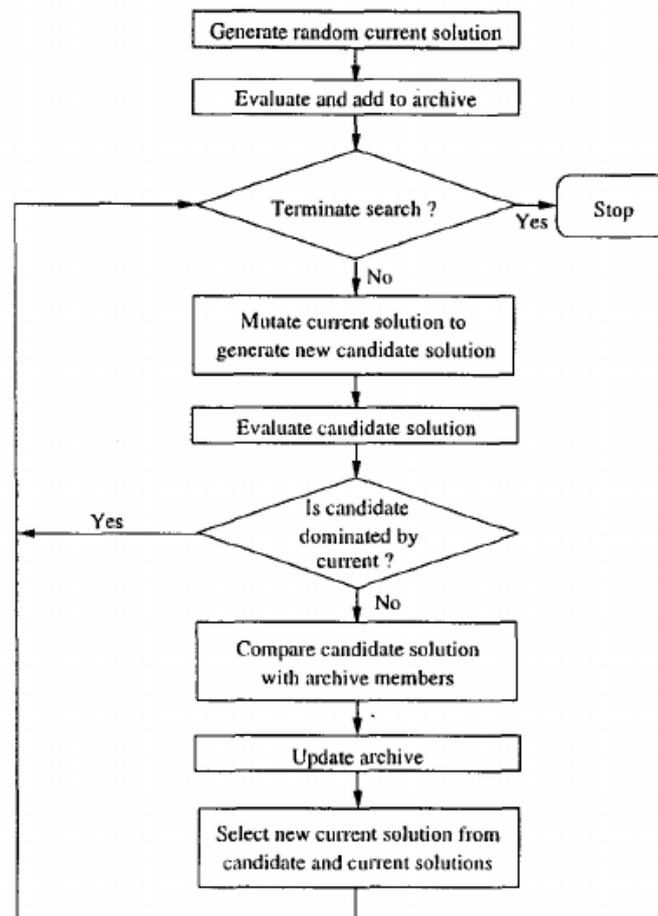 Generate random current solution
Evaluate and add to archive
Terminate search ?
Yes
Stop
No
Mutate current solution to
generate new candidate solution
Evaluate candidate solution
Is candidate
dominated by
current ?
Yes
No
Compare candidate solution
with archive members
Update archive
Select new current solution from
candidate and current solutions